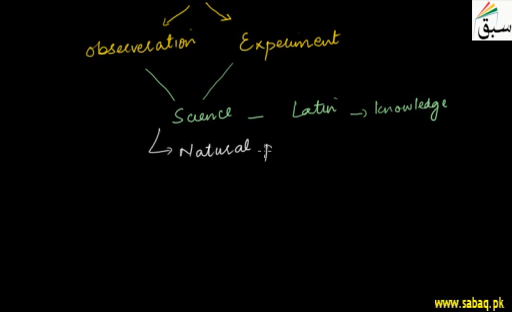 سبق
Observeration Experiment
Science - Latin → knowledge
↳ Natural
www.sabaq.pk